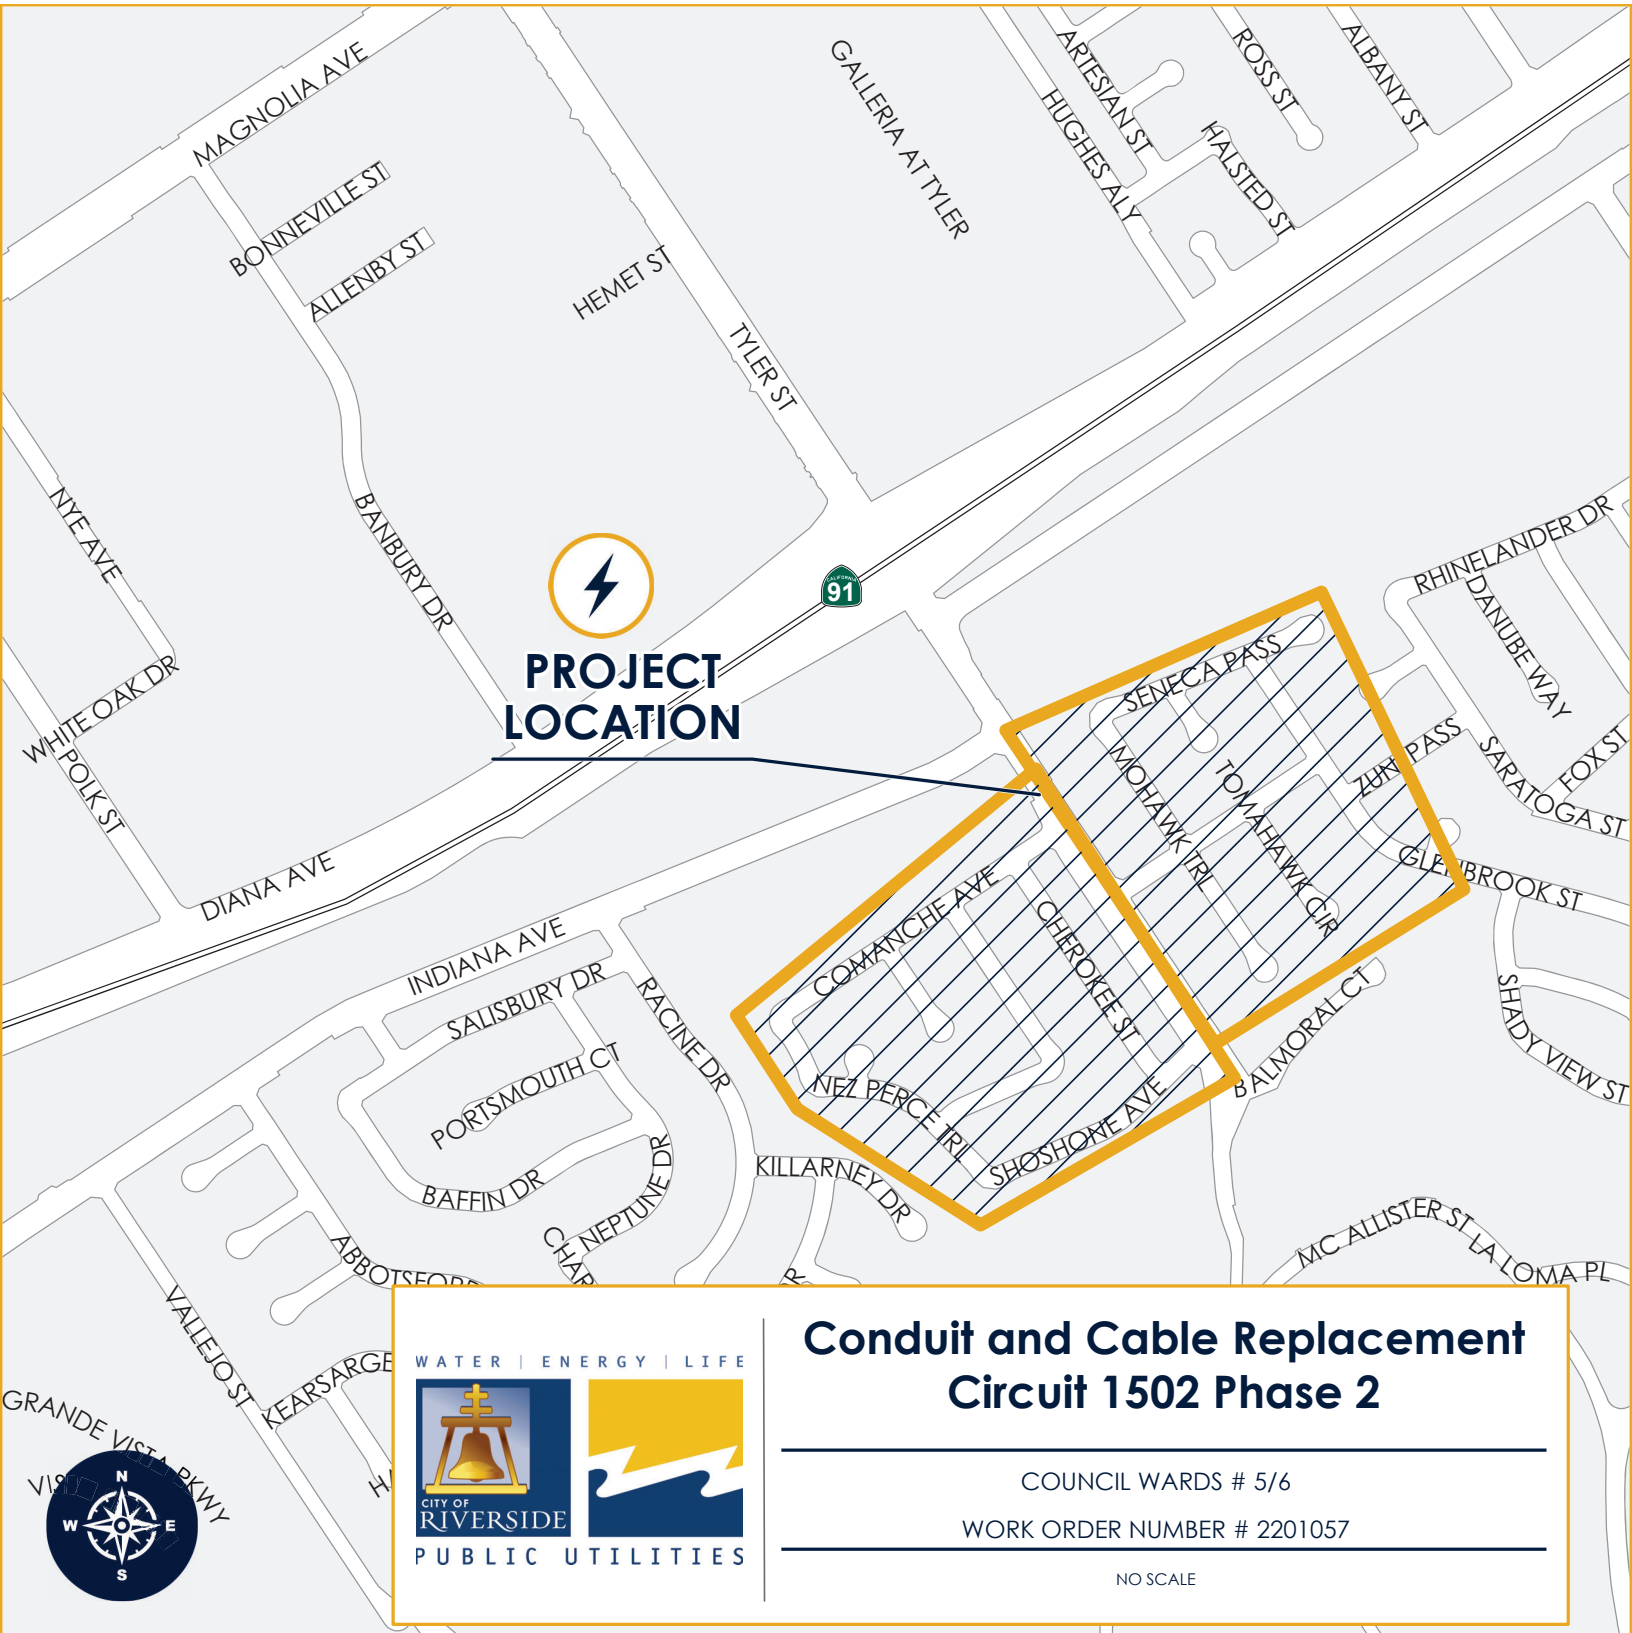 MAGNOLIA AVE
BONNEVILLE ST
ALLENBY ST
HEMET ST
TYLER ST
GALLERIA AT TYLER
ARTESIAN ST
HUGHES ALY
ROSS ST
HALSTED ST
ALBANY ST
NYE AVE
BANBURY DR
WHITE OAK DR
POLK ST
DIANA AVE
CALIFORNIA
91
PROJECT
LOCATION
RHINELANDER DR
DANUBE WAY
SENECA PASS
ZUNI PASS
SARATOGA ST
FOX ST
MOHAWK TRL
TOMAHAWK CIR
GLENBROOK ST
COMANCHE AVE
CHEROKEE ST
INDIANA AVE
SALISBURY DR
RACINE DR
PORTSMOUTH CT
BALMORAL CT
SHADY VIEW ST
NEZ PERCE TRL
SHOSHONE AVE
KILLARNEY DR
BAFFIN DR
NEPTUNE DR
CHAR
R
ABBOTSFORD
MC ALLISTER ST
LA LOMA PL
VALLEJO ST
KEARSARGE
GRANDE VISTA PKWY
N
W E
S
WATER | ENERGY | LIFE
CITY OF
RIVERSIDE
PUBLIC UTILITIES
Conduit and Cable Replacement
Circuit 1502 Phase 2
COUNCIL WARDS # 5/6
WORK ORDER NUMBER # 2201057
NO SCALE